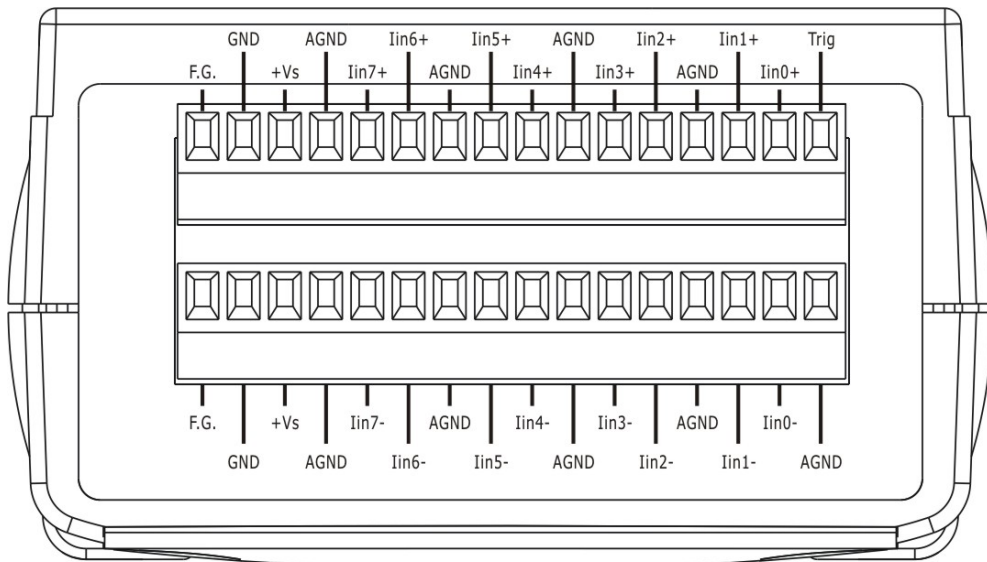 GND AGND Iin6+ Iin5+ AGND Iin2+ Iin1+ Trig
F.G. +Vs Iin7+ AGND Iin4+ Iin3+ AGND Iin0+
F.G. +Vs Iin7- AGND Iin4- Iin3- AGND Iin0-
GND AGND Iin6- Iin5- AGND Iin2- Iin1- AGND